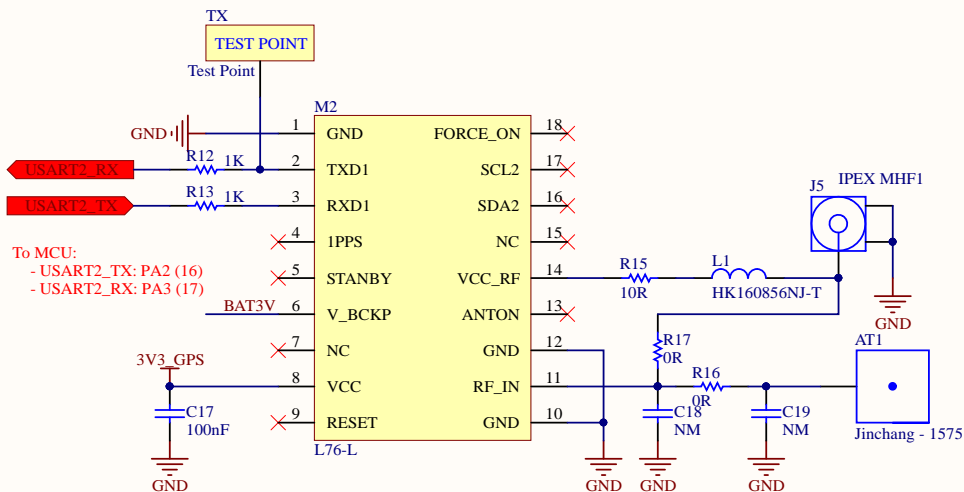 TX
TEST POINT
Test Point
M2
GND
1
GND
FORCE_ON
18
USART2_RX
R12
1K
2
TXD1
SCL2
17
USART2_TX
R13
1K
3
RXD1
SDA2
16
J5
IPEX MHF1
To MCU:
- USART2_TX: PA2 (16)
- USART2_RX: PA3 (17)
4
1PPS
NC
15
5
STANBY
VCC_RF
14
R15
10R
L1
HK160856NJ-T
BAT3V
6
V_BCKP
ANTON
13
GND
7
NC
GND
12
R17
0R
AT1
3V3_GPS
8
VCC
RF_IN
11
R16
0R
C17
100nF
9
RESET
GND
10
C18
NM
C19
NM
Jinchang - 1575
L76-L
GND
GND
GND
GND